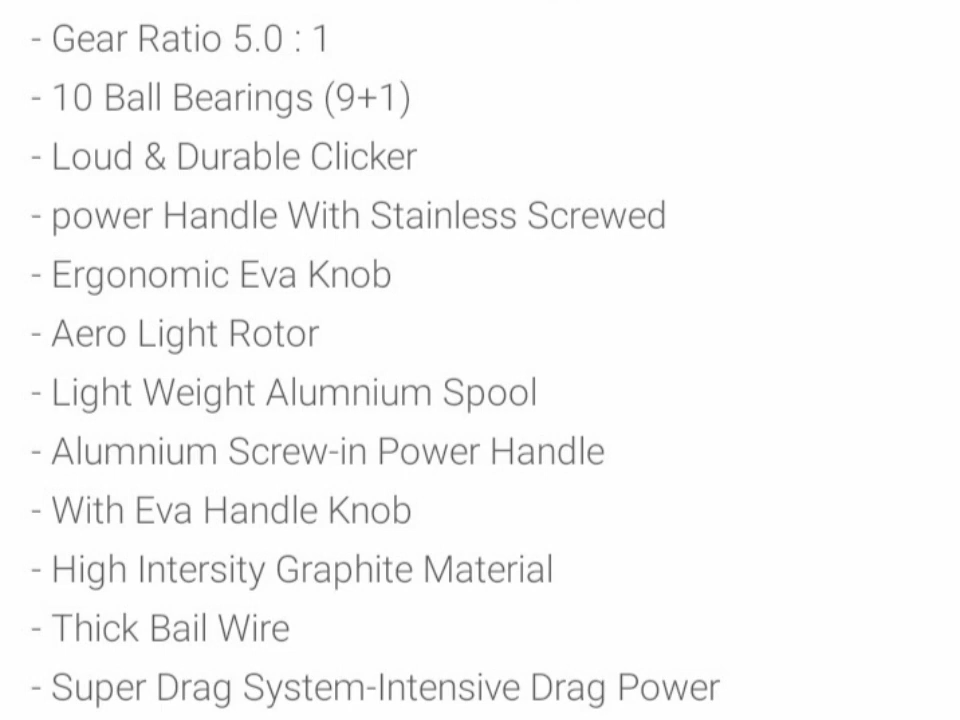 - Gear Ratio 5.0 : 1
- 10 Ball Bearings (9+1)
- Loud & Durable Clicker
- power Handle With Stainless Screwed
- Ergonomic Eva Knob
- Aero Light Rotor
- Light Weight Alumnium Spool
- Alumnium Screw-in Power Handle
- With Eva Handle Knob
- High Intersity Graphite Material
- Thick Bail Wire
- Super Drag System-Intensive Drag Power